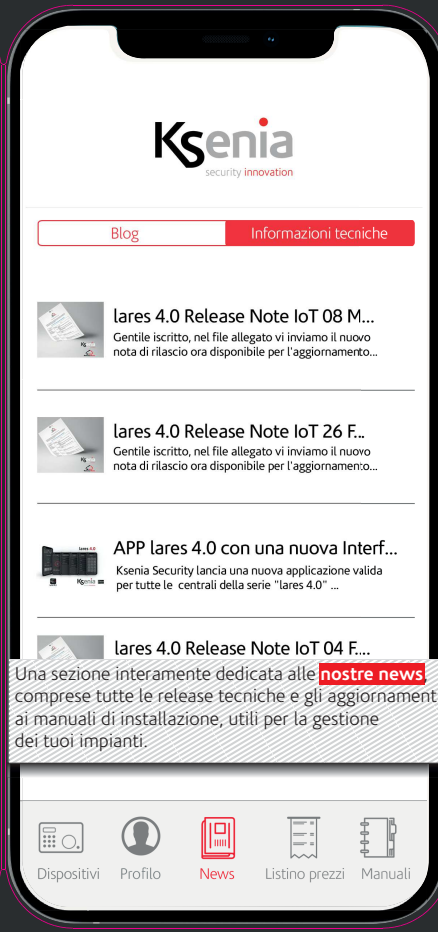 Ksenia
security innovation
Blog
Informazioni tecniche
lares 4.0 Release Note IoT 08 M...
Gentile iscritto, nel file allegato vi inviamo il nuovo
nota di rilascio ora disponibile per l'aggiornamento...
lares 4.0 Release Note IoT 26 F...
Gentile iscritto, nel file allegato vi inviamo il nuovo
nota di rilascio ora disponibile per l'aggiornamento...
lares 4.0
Ksenia
APP lares 4.0 con una nuova Interf...
Ksenia Security lancia una nuova applicazione valida
per tutte le centrali della serie "lares 4.0" ...
lares 4.0 Release Note IoT 04 F....
Una sezione interamente dedicata alle nostre news,
comprese tutte le release tecniche e gli aggiornament
ai manuali di installazione, utili per la gestione
dei tuoi impianti.
Dispositivi
Profilo
News
Listino prezzi
Manuali